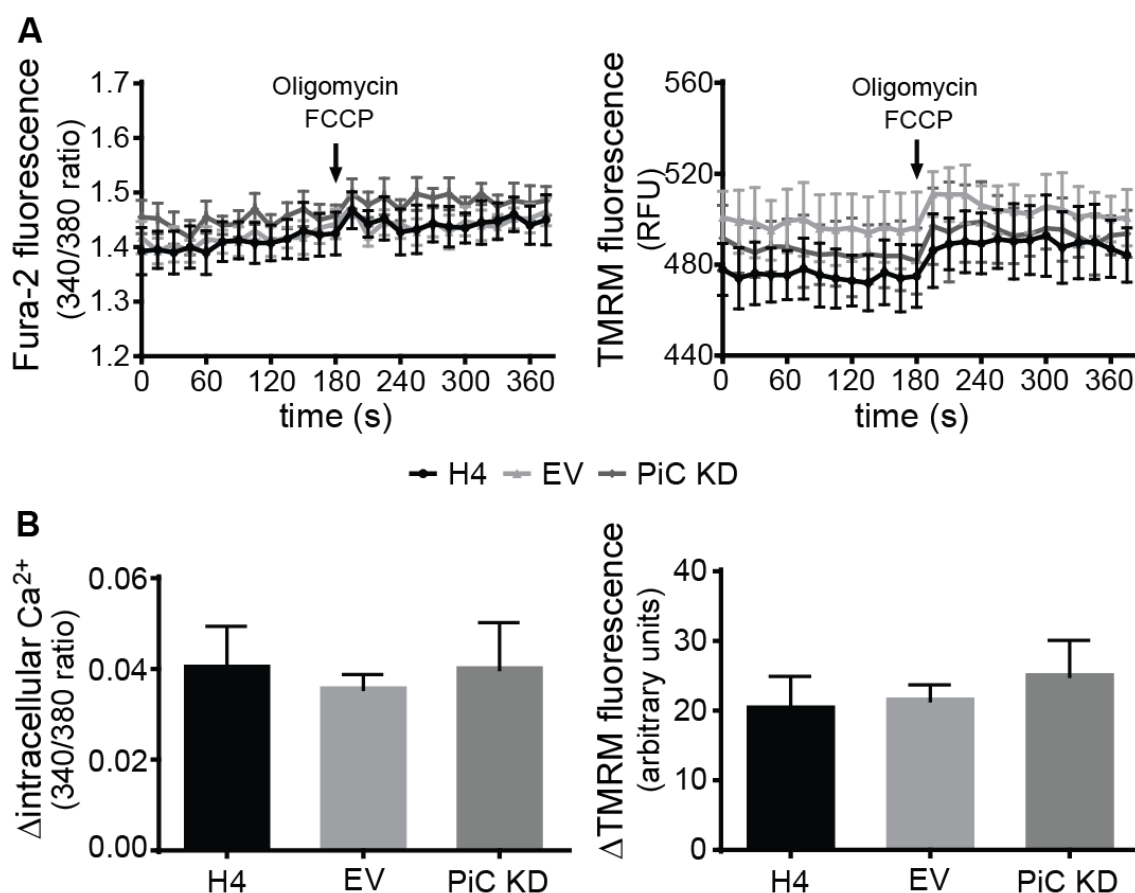 A
Fura-2 fluorescence
(340/380 ratio)
1.7
1.6
1.5
1.4
1.3
1.2
Oligomycin
FCCP
0 60 120 180 240 300 360
time (s)
TMRM fluorescence
(RFU)
560
520
480
440
Oligomycin
FCCP
0 60 120 180 240 300 360
time (s)
H4 EV PiC KD
B
Δintracellular Ca²⁺
(340/380 ratio)
0.06
0.04
0.02
0.00
H4 EV PiC KD
ΔTMRM fluorescence
(arbitrary units)
40
30
20
10
0
H4 EV PiC KD